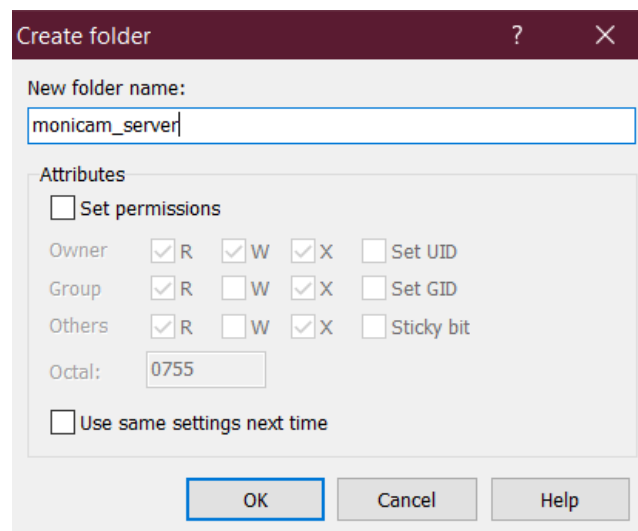 Create folder ?
New folder name:
monicam_server
Attributes
Set permissions
Owner R W X Set UID
Group R W X Set GID
Others R W X Sticky bit
Octal: 0755
Use same settings next time
OK Cancel Help